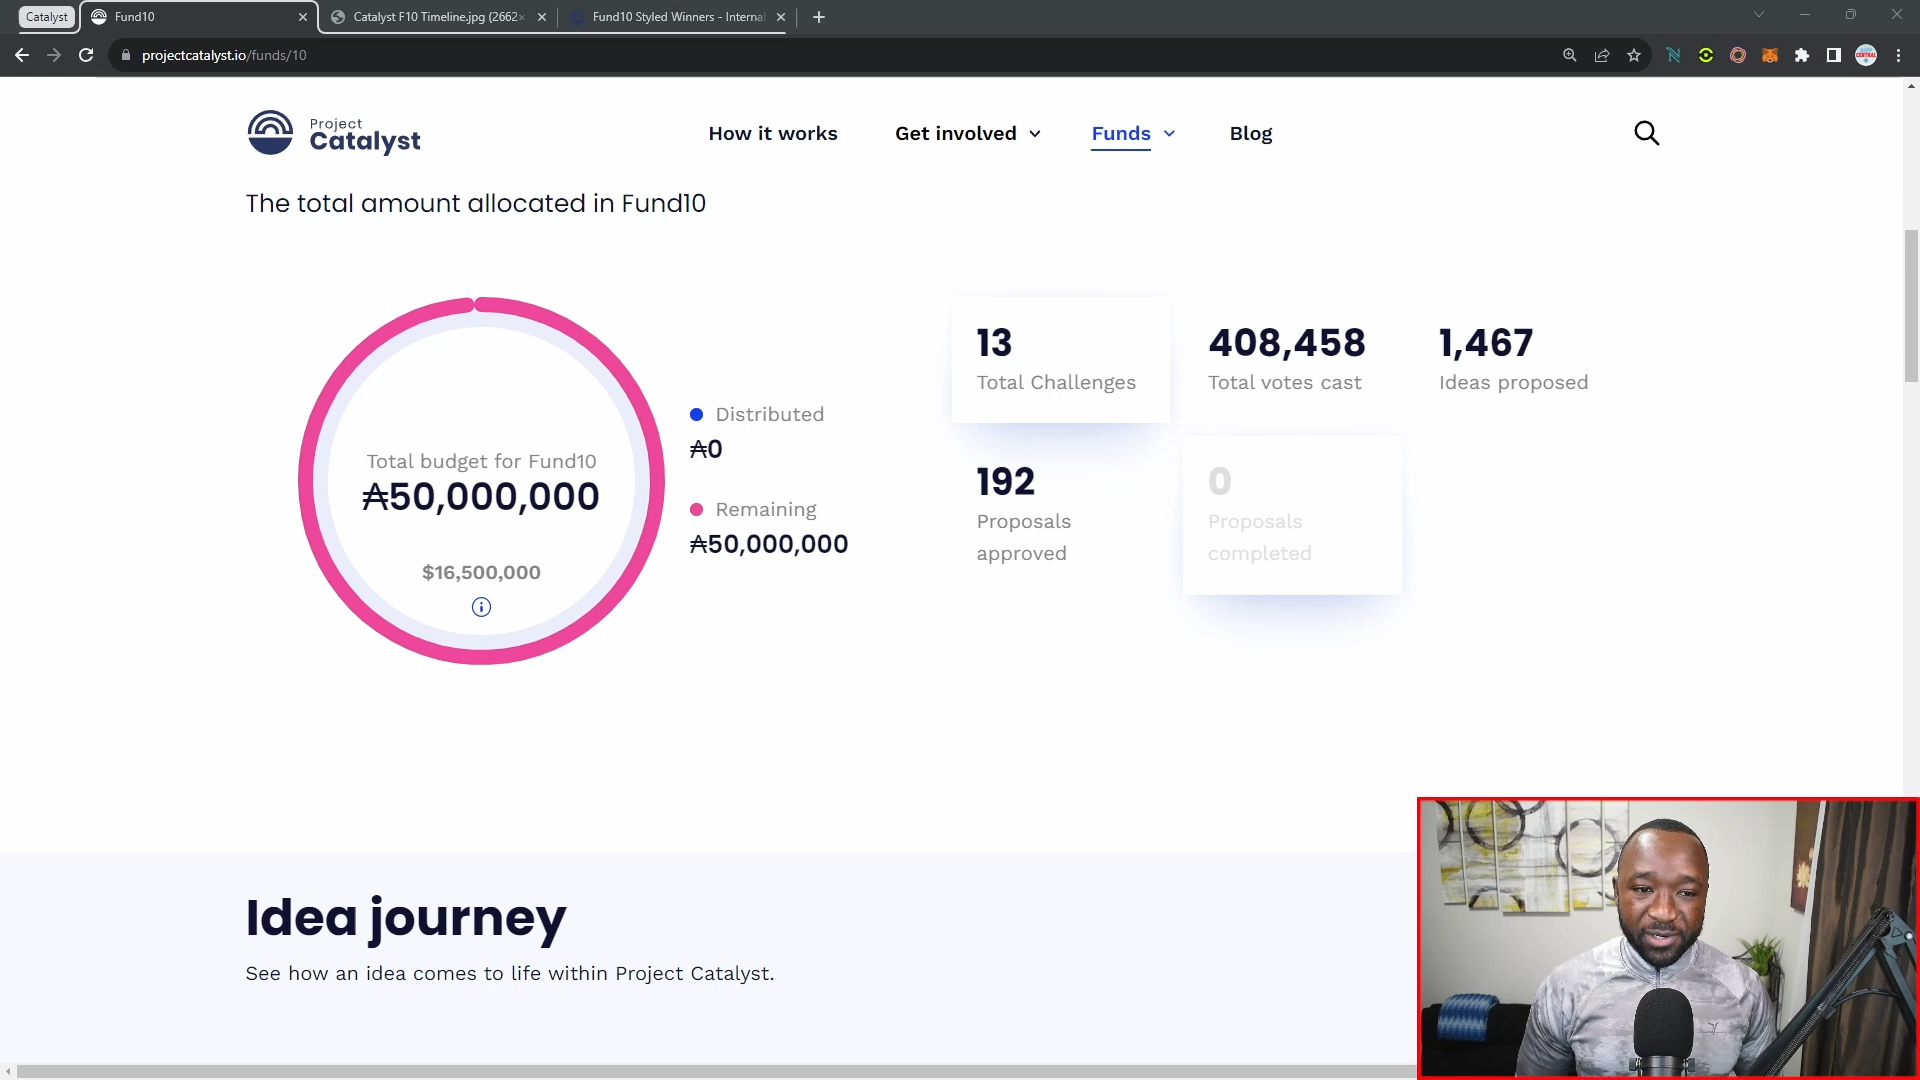 Catalyst
Fund10
Catalyst F10 Timeline.jpg (2662×
Fund10 Styled Winners - Internal
projectcatalyst.io/funds/10
Project
Catalyst
How it works
Get involved
Funds
Blog
The total amount allocated in Fund10
Total budget for Fund10
₳50,000,000
$16,500,000
Distributed
₳0
Remaining
₳50,000,000
13
Total Challenges
408,458
Total votes cast
1,467
Ideas proposed
192
Proposals
approved
0
Proposals
completed
Idea journey
See how an idea comes to life within Project Catalyst.